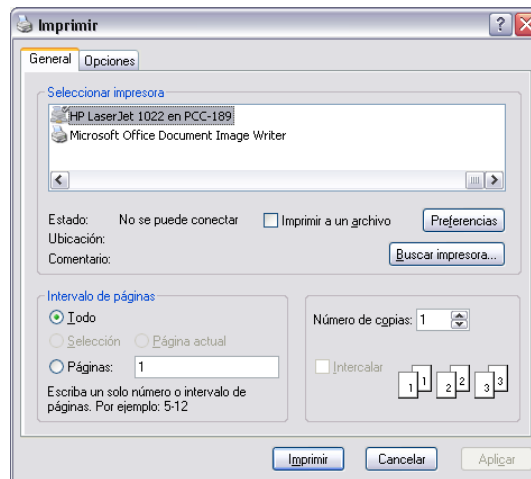 Imprimir
General Opciones
Seleccionar impresora
HP LaserJet 1022 en PCC-189
Microsoft Office Document Image Writer
Estado: No se puede conectar Imprimir a un archivo Preferencias
Ubicación:
Comentario: Buscar impresora...
Intervalo de páginas
Todo
Selección Página actual
Páginas: 1
Escriba un solo número o intervalo de
páginas. Por ejemplo: 5-12
Número de copias: 1
Intercalar
1 1 2 2 3 3
Imprimir Cancelar Aplicar